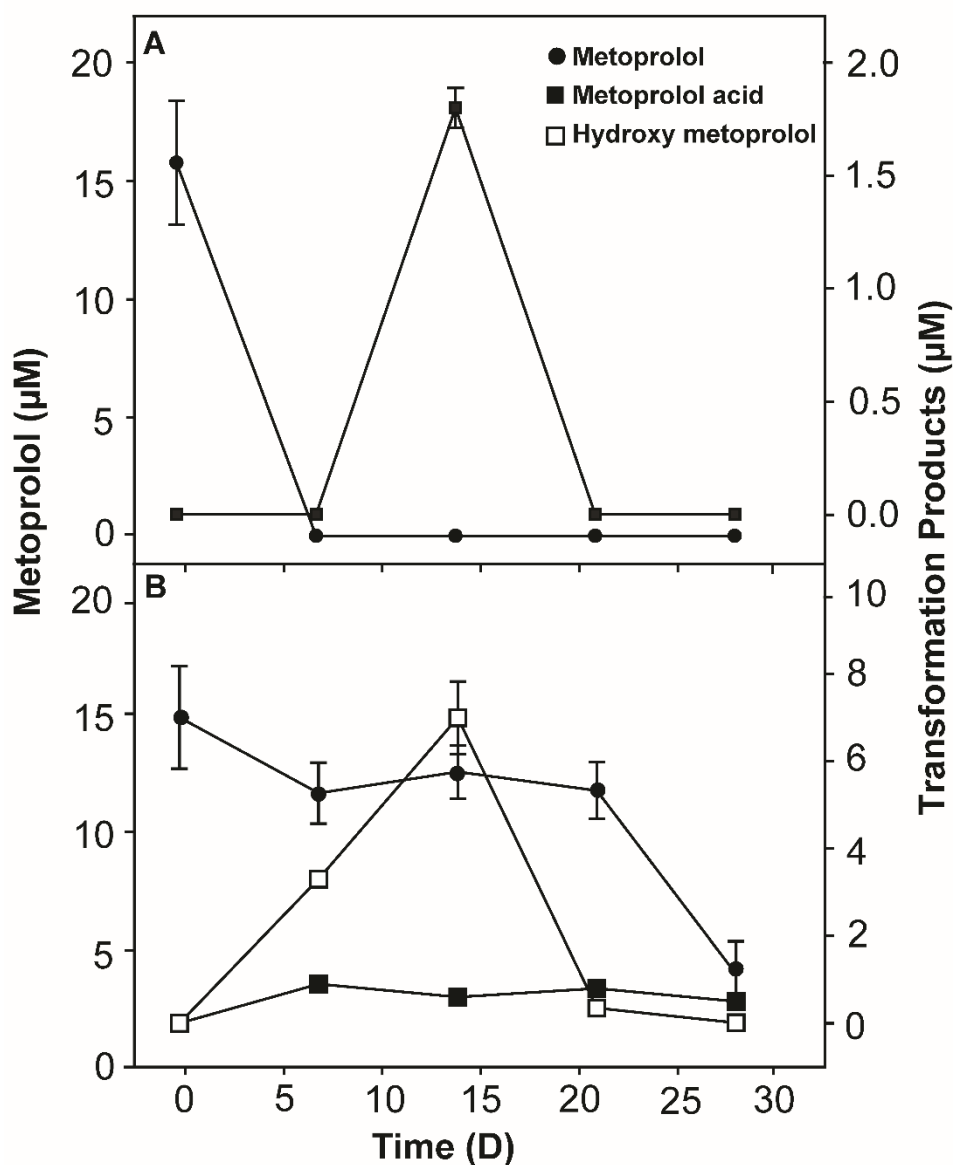 A
Metoprolol
Metoprolol acid
Hydroxy metoprolol
20
15
10
5
0
2.0
1.5
1.0
0.5
0.0
B
20
15
10
5
0
10
8
6
4
2
0
0 5 10 15 20 25 30
Time (D)
Metoprolol (µM)
Transformation Products (µM)